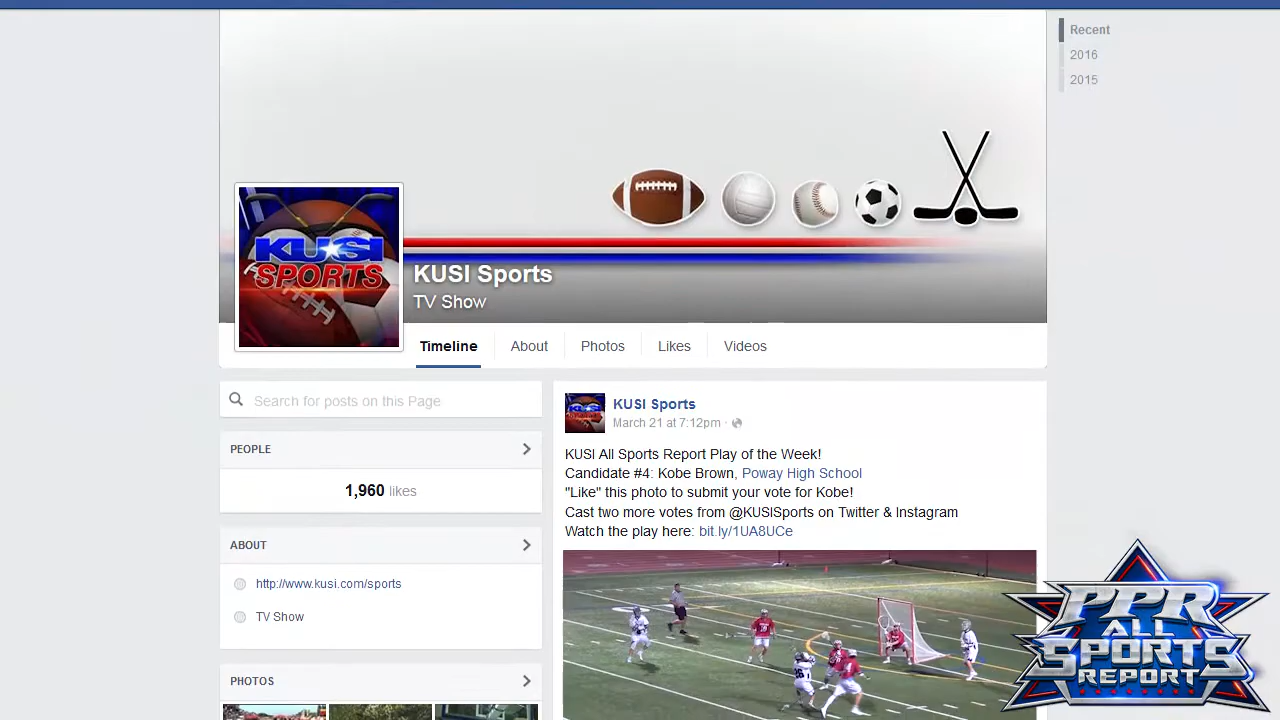 Recent
2016
2015
KUSI
SPORTS
KUSI Sports
TV Show
Timeline
About
Photos
Likes
Videos
Search for posts on this Page
PEOPLE
1,960 likes
ABOUT
http://www.kusi.com/sports
TV Show
PHOTOS
KUSI Sports
March 21 at 7:12pm ·
KUSI All Sports Report Play of the Week!
Candidate #4: Kobe Brown, Poway High School
"Like" this photo to submit your vote for Kobe!
Cast two more votes from @KUSISports on Twitter & Instagram
Watch the play here: bit.ly/1UA8UCe
PPR
ALL
SPORTS
REPORT